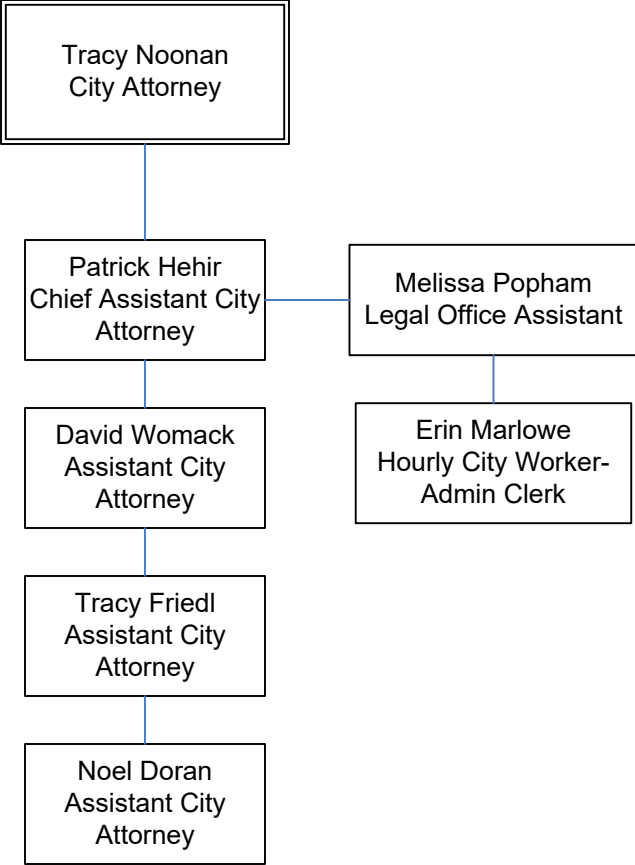 Tracy Noonan
City Attorney
Patrick Hehir
Chief Assistant City
Attorney
Melissa Popham
Legal Office Assistant
David Womack
Assistant City
Attorney
Erin Marlowe
Hourly City Worker-
Admin Clerk
Tracy Friedl
Assistant City
Attorney
Noel Doran
Assistant City
Attorney